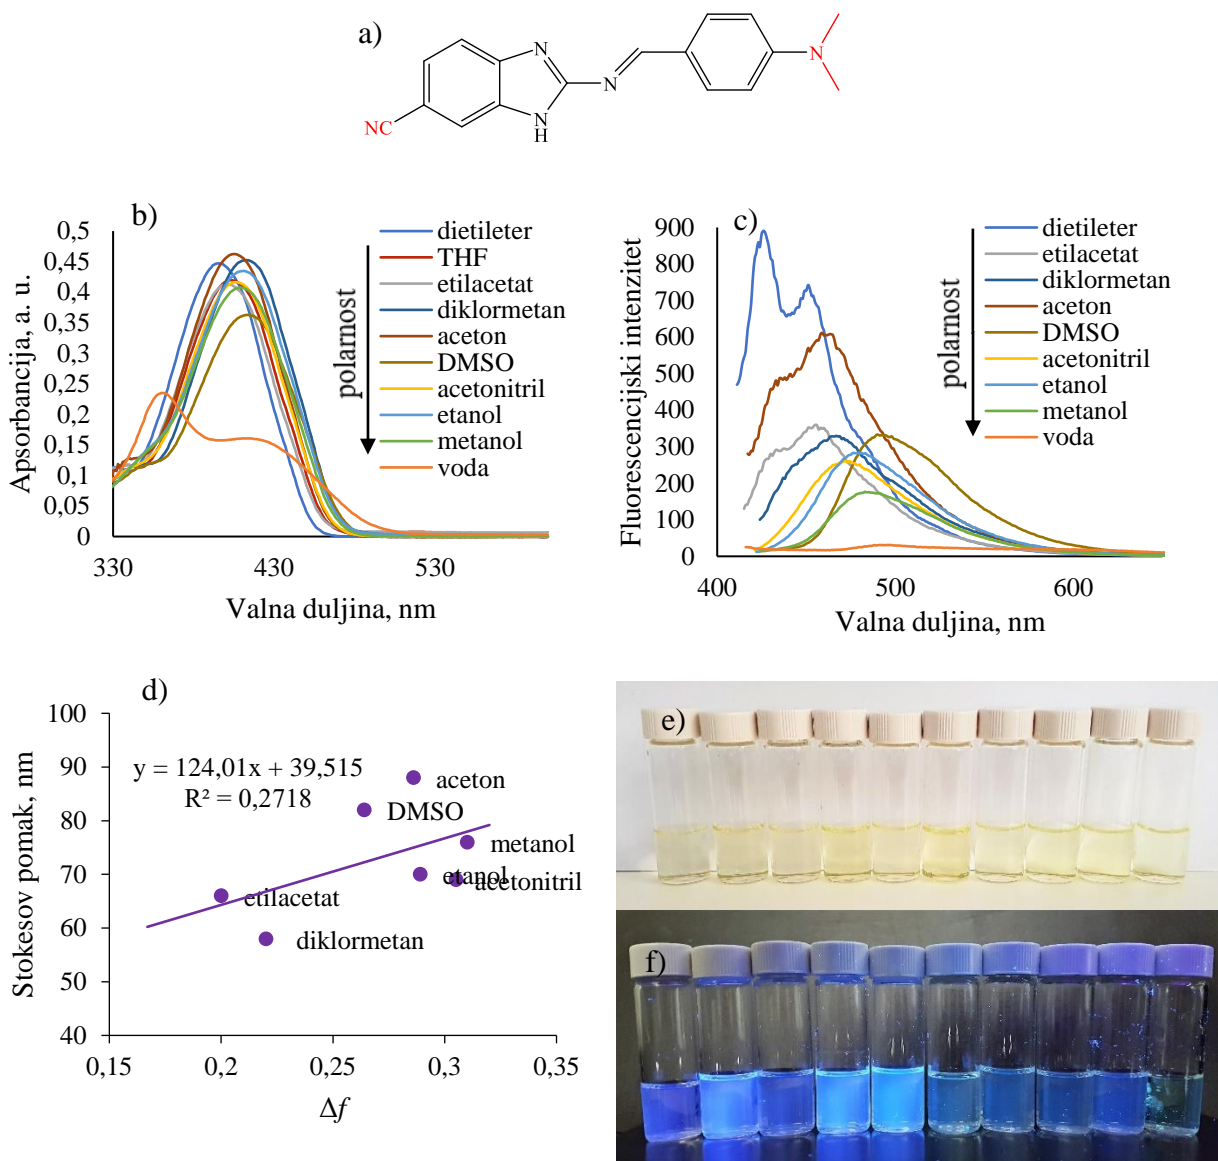 a)
N
N
H
N
N
NC
b)
Apsorbancija, a. u.
0,5
0,45
0,4
0,35
0,3
0,25
0,2
0,15
0,1
0.05
0
330
430
530
Valna duljina, nm
polarnost
dietileter
THF
etilacetat
diklormetan
aceton
DMSO
acetonitril
etanol
metanol
voda
c)
Fluorescencijski intenzitet
900
800
700
600
500
400
300
200
100
0
400
500
600
Valna duljina, nm
polarnost
dietileter
etilacetat
diklormetan
aceton
DMSO
acetonitril
etanol
metanol
voda
d)
Stokesov pomak, nm
100
90
80
70
60
50
40
0,15
0,2
0,25
0,3
0,35
Δf
y = 124,01x + 39,515
R² = 0,2718
aceton
DMSO
metanol
etanol
acetonitril
etilacetat
diklormetan
e)
f)